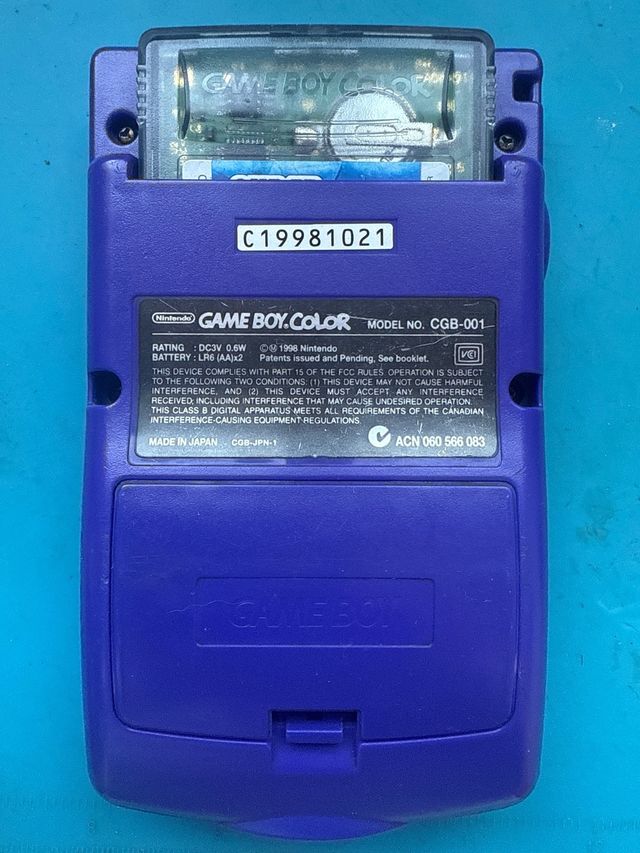 GAME BOY COLOR
C19981021
Nintendo GAME BOY COLOR MODEL NO. CGB-001
RATING : DC3V 0.6W ©Ⓜ 1998 Nintendo
BATTERY : LR6 (AA)x2 Patents issued and Pending, See booklet. VCI
THIS DEVICE COMPLIES WITH PART 15 OF THE FCC RULES. OPERATION IS SUBJECT
TO THE FOLLOWING TWO CONDITIONS: (1) THIS DEVICE MAY NOT CAUSE HARMFUL
INTERFERENCE, AND (2) THIS DEVICE MUST ACCEPT ANY INTERFERENCE
RECEIVED; INCLUDING INTERFERENCE THAT MAY CAUSE UNDESIRED OPERATION.
THIS CLASS B DIGITAL APPARATUS MEETS ALL REQUIREMENTS OF THE CANADIAN
INTERFERENCE-CAUSING EQUIPMENT REGULATIONS.
MADE IN JAPAN CGB-JPN-1 ACN 060 566 083
GAME BOY